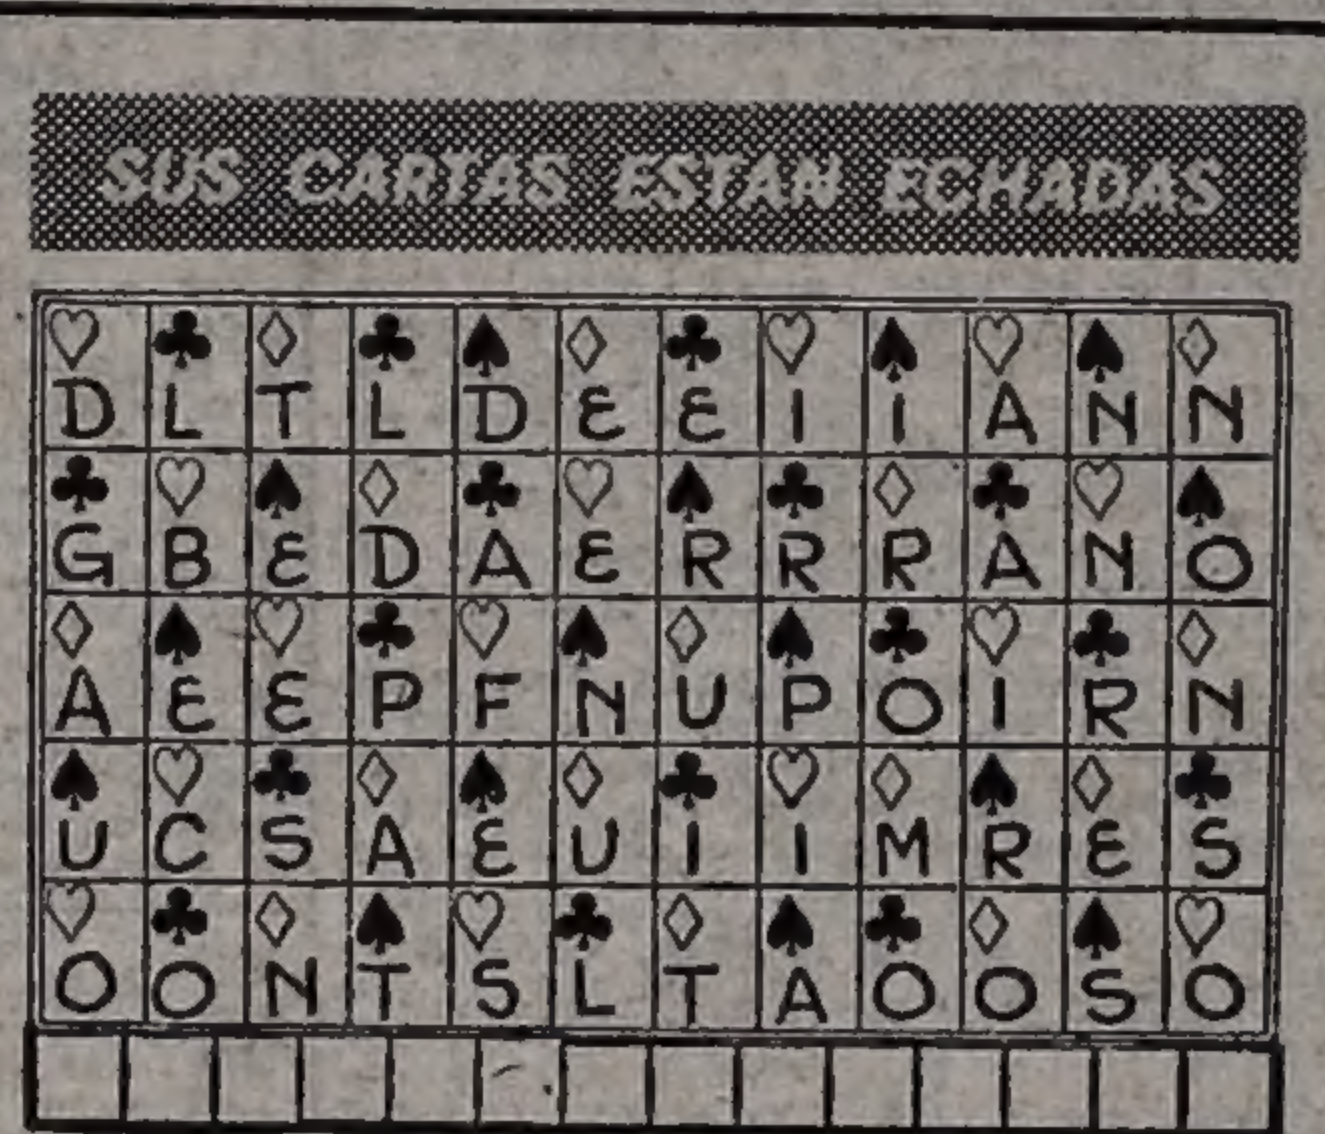 SUS CARTAS ESTAN ECHADAS
♡ ♣ ♢ ♣ ♠ ♢ ♣ ♡ ♠ ♡ ♠ ♢
D L T L D E E I I A N N
♣ ♡ ♠ ♢ ♣ ♡ ♠ ♣ ♢ ♣ ♡ ♠
G B E D A E R R R A N O
♢ ♠ ♡ ♣ ♡ ♠ ♢ ♠ ♣ ♡ ♣ ♢
A E E P F N U P O I R N
♠ ♡ ♣ ♢ ♠ ♢ ♣ ♡ ♢ ♠ ♢ ♣
U C S A E U I I M R E S
♡ ♣ ♢ ♠ ♡ ♣ ♢ ♠ ♣ ♢ ♠ ♡
O O N T S L T A O O S O